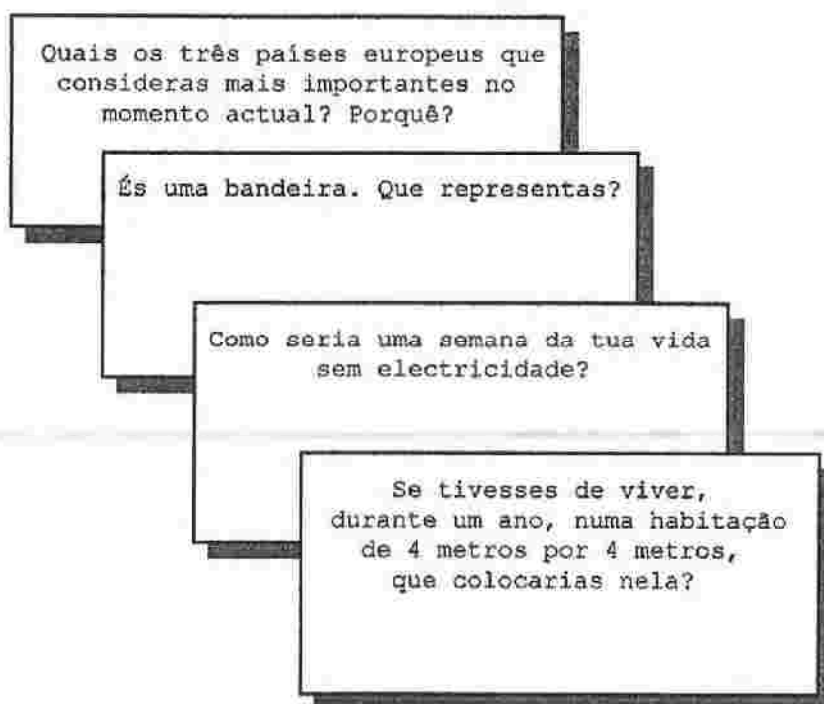 Quais os três países europeus que
consideras mais importantes no
momento actual? Porquê?
És uma bandeira. Que representas?
Como seria uma semana da tua vida
sem electricidade?
Se tivesses de viver,
durante um ano, numa habitação
de 4 metros por 4 metros,
que colocarias nela?